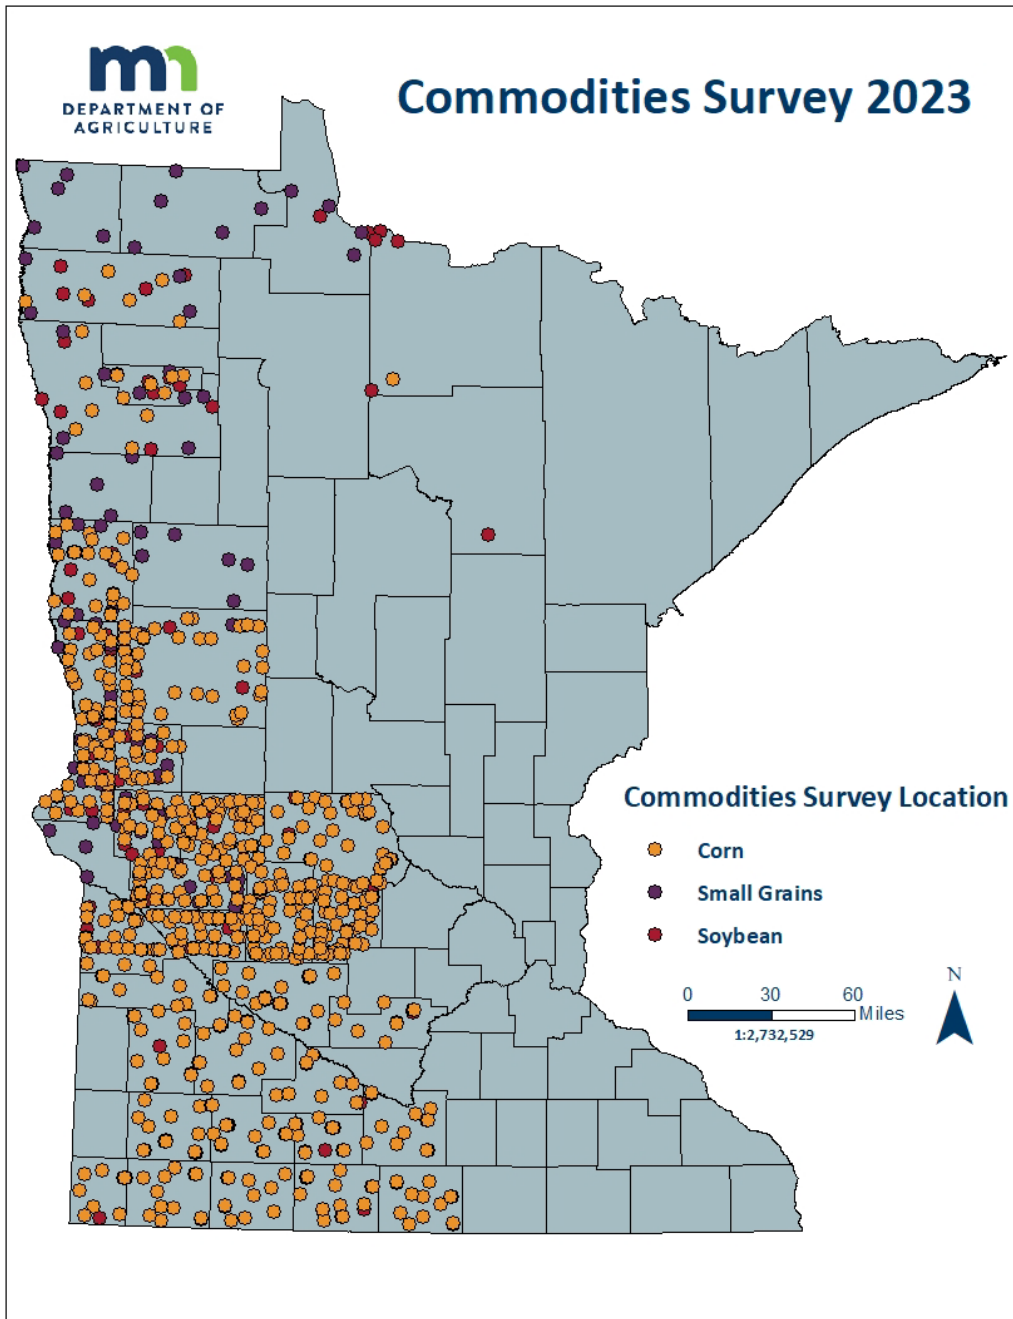 mn
DEPARTMENT OF
AGRICULTURE
Commodities Survey 2023
Commodities Survey Location
Corn
Small Grains
Soybean
N
0 30 60
Miles
1:2,732,529